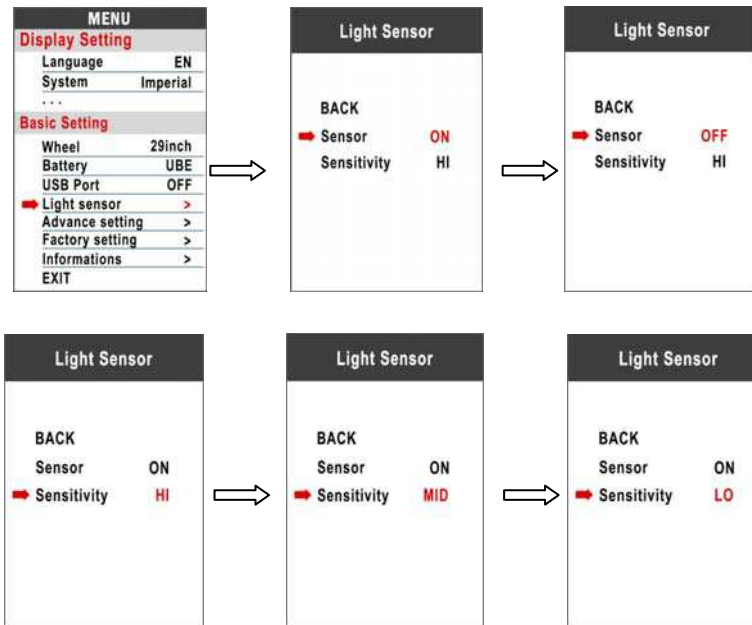 MENU
Display Setting
Language EN
System Imperial
...
Basic Setting
Wheel 29inch
Battery UBE
USB Port OFF
Light sensor >
Advance setting >
Factory setting >
Informations >
EXIT
Light Sensor
BACK
Sensor ON
Sensitivity HI
Light Sensor
BACK
Sensor OFF
Sensitivity HI
Light Sensor
BACK
Sensor ON
Sensitivity HI
Light Sensor
BACK
Sensor ON
Sensitivity MID
Light Sensor
BACK
Sensor ON
Sensitivity LO